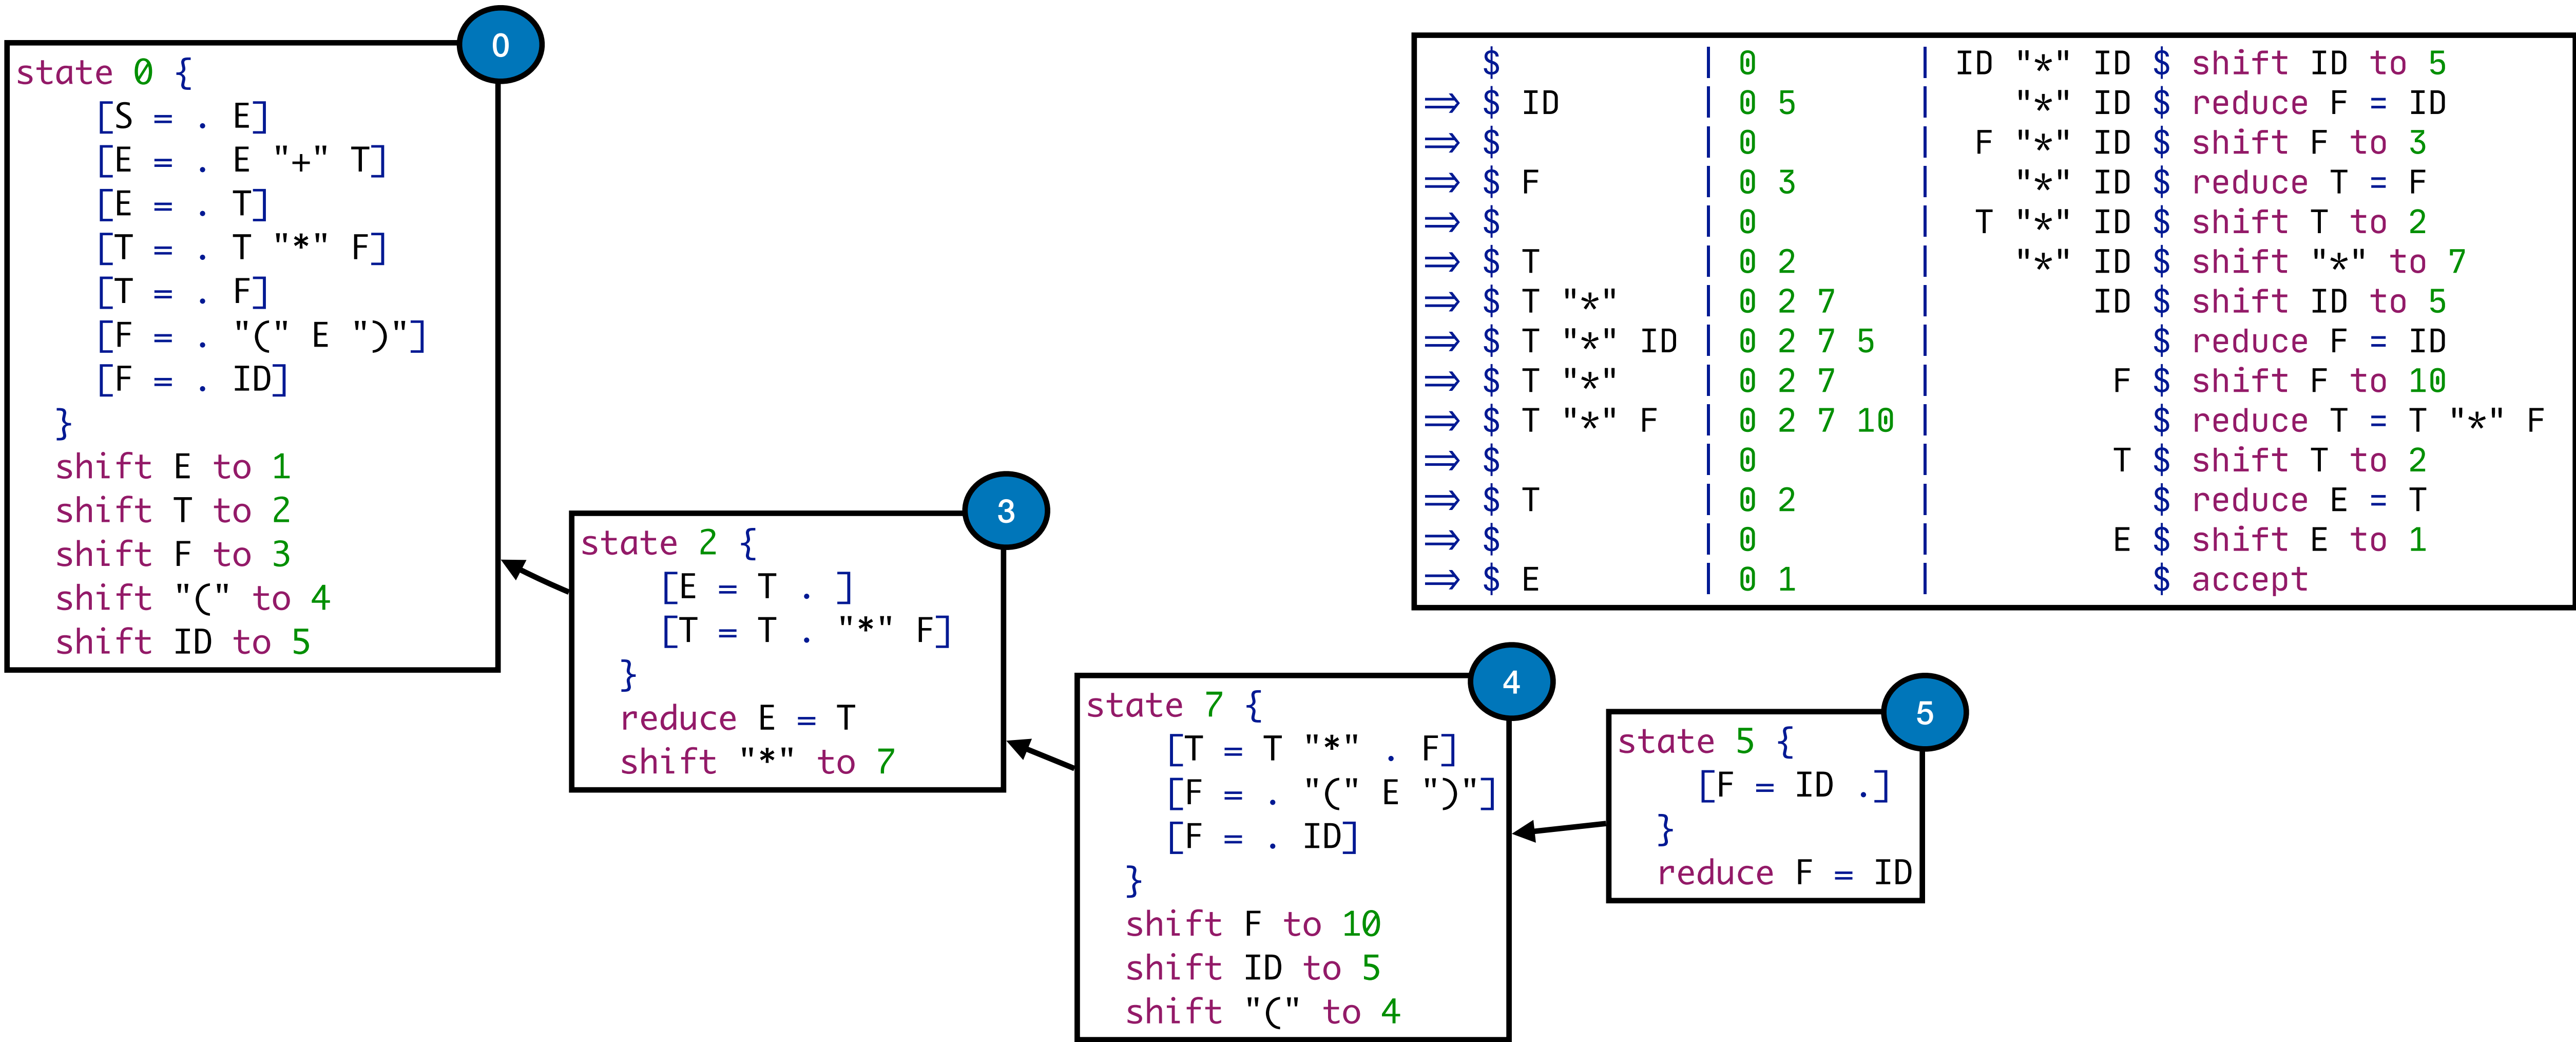 0
state 0 {
[S = . E]
[E = . E "+" T]
[E = . T]
[T = . T "*" F]
[T = . F]
[F = . "(" E ")"]
[F = . ID]
}
shift E to 1
shift T to 2
shift F to 3
shift "(" to 4
shift ID to 5
3
state 2 {
[E = T . ]
[T = T . "*" F]
}
reduce E = T
shift "*" to 7
4
state 7 {
[T = T "*" . F]
[F = . "(" E ")"]
[F = . ID]
}
shift F to 10
shift ID to 5
shift "(" to 4
5
state 5 {
[F = ID .]
}
reduce F = ID
$ | 0 | ID "*" ID $ shift ID to 5
⇒ $ ID | 0 5 | "*" ID $ reduce F = ID
⇒ $ | 0 | F "*" ID $ shift F to 3
⇒ $ F | 0 3 | "*" ID $ reduce T = F
⇒ $ | 0 | T "*" ID $ shift T to 2
⇒ $ T | 0 2 | "*" ID $ shift "*" to 7
⇒ $ T "*" | 0 2 7 | ID $ shift ID to 5
⇒ $ T "*" ID | 0 2 7 5 | $ reduce F = ID
⇒ $ T "*" | 0 2 7 | F $ shift F to 10
⇒ $ T "*" F | 0 2 7 10 | $ reduce T = T "*" F
⇒ $ | 0 | T $ shift T to 2
⇒ $ T | 0 2 | $ reduce E = T
⇒ $ | 0 | E $ shift E to 1
⇒ $ E | 0 1 | $ accept